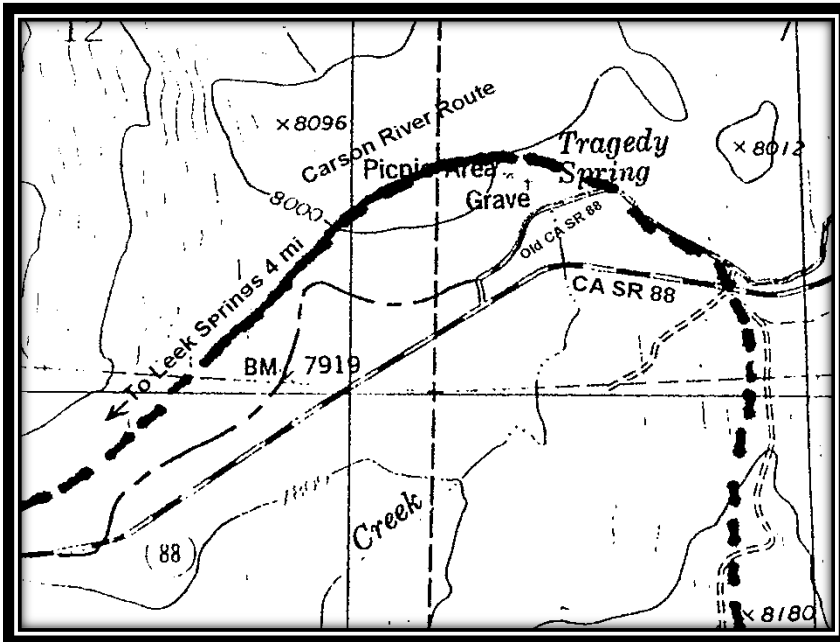 12
×8096
Carson River Route
Tragedy
Spring
×8012
Picnic Area
Grave
8000
Old CA SR 88
CA SR 88
To Leek Springs 4 mi
BM 7919
Creek
(88)
×8180